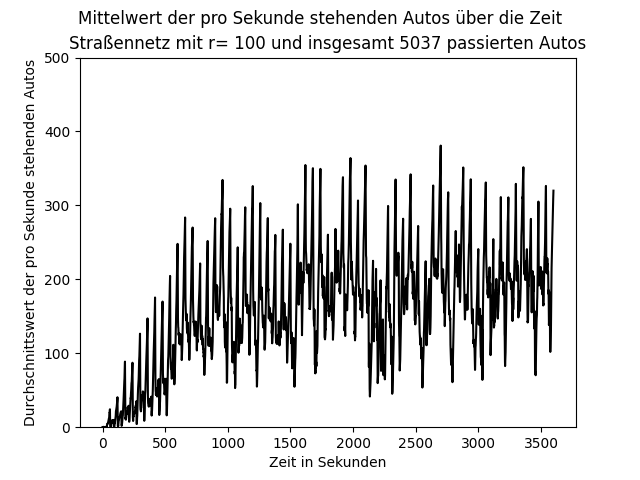 Mittelwert der pro Sekunde stehenden Autos über die Zeit
Straßennetz mit r= 100 und insgesamt 5037 passierten Autos
Durchschnittswert der pro Sekunde stehenden Autos
500
400
300
200
100
0
0 500 1000 1500 2000 2500 3000 3500
Zeit in Sekunden